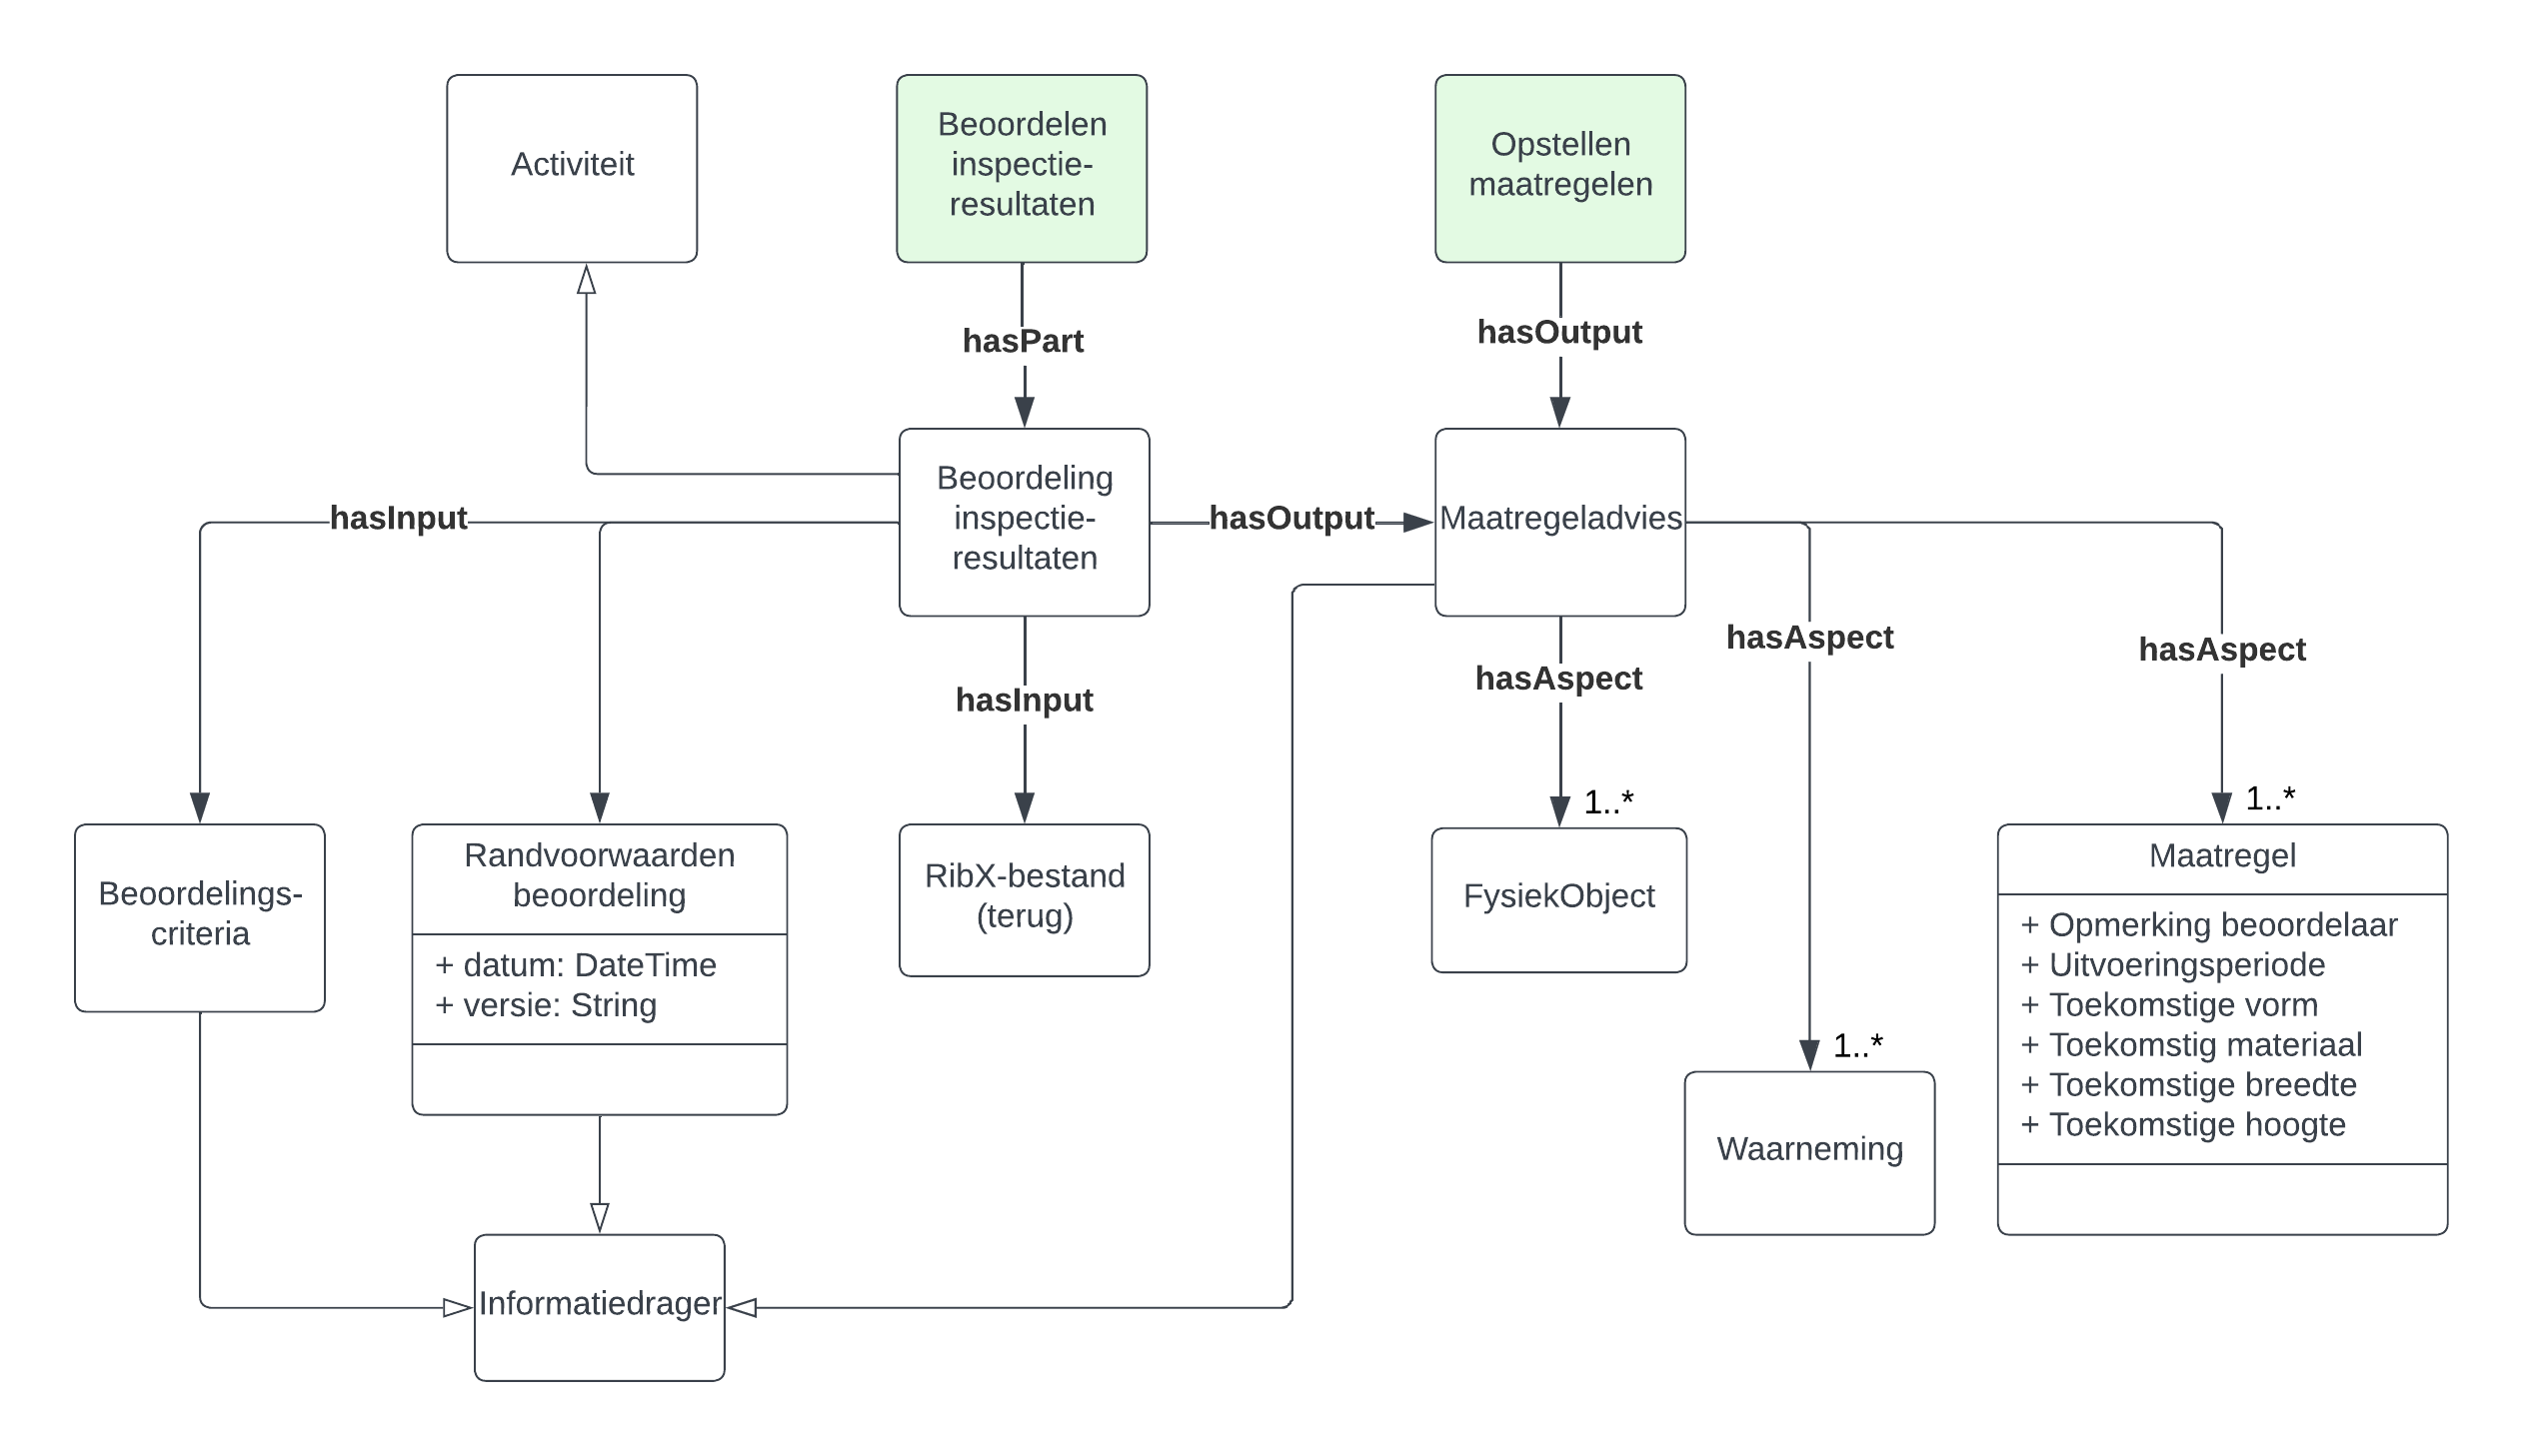 Activiteit
Beoordelen
inspectie-
resultaten
Opstellen
maatregelen
hasPart
hasOutput
Beoordeling
inspectie-
resultaten
hasInput
hasOutput
Maatregeladvies
hasInput
hasAspect
hasAspect
hasAspect
1..*
1..*
Beoordelings-
criteria
Randvoorwaarden
beoordeling
+ datum: DateTime
+ versie: String
RibX-bestand
(terug)
FysiekObject
1..*
Waarneming
Maatregel
+ Opmerking beoordelaar
+ Uitvoeringsperiode
+ Toekomstige vorm
+ Toekomstig materiaal
+ Toekomstige breedte
+ Toekomstige hoogte
Informatiedrager